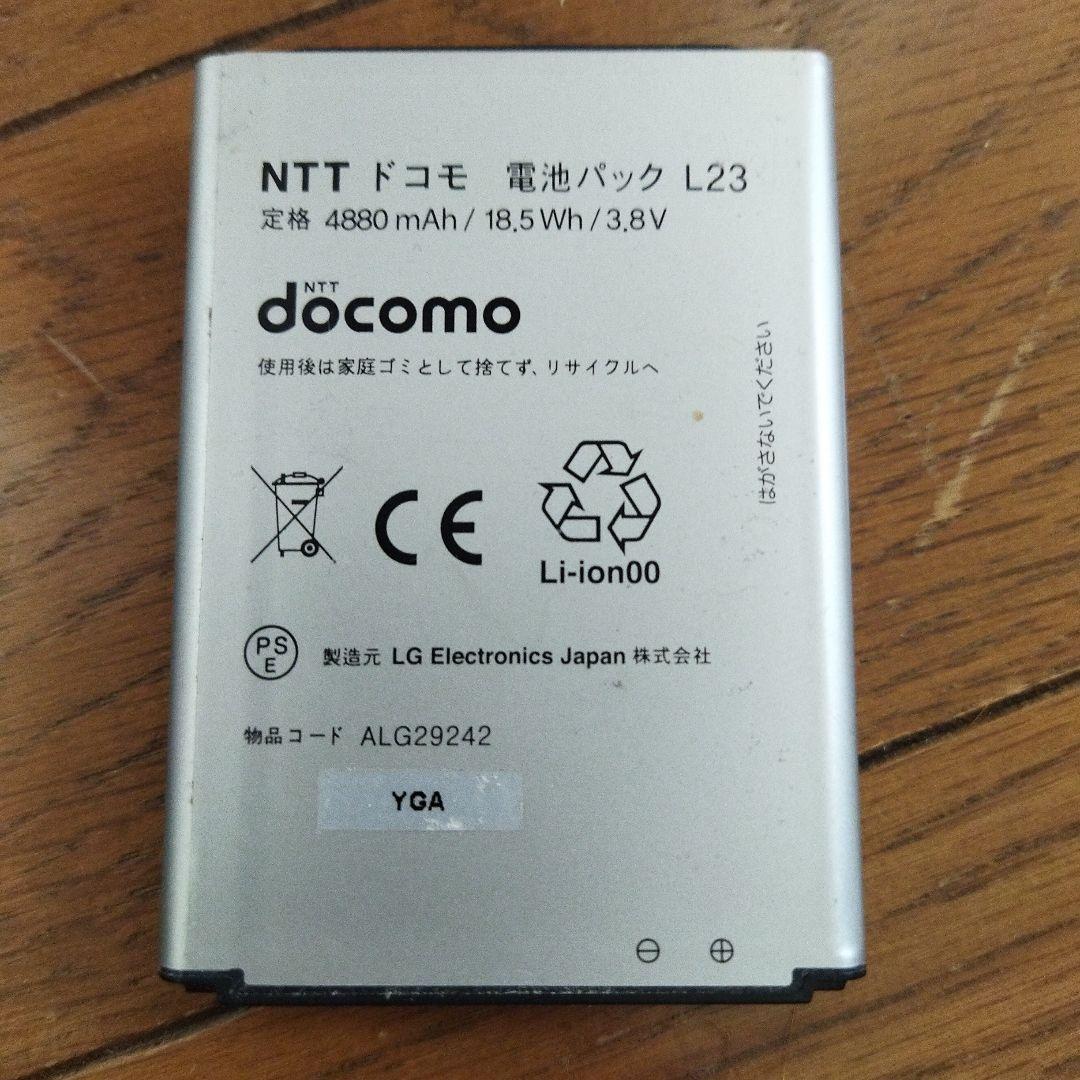 NTT ドコモ 電池パック L23
定格 4880 mAh / 18.5 Wh / 3.8 V
NTT
docomo
使用後は家庭ゴミとして捨てず、リサイクルへ
はがさないでください
CE
Li-ion00
PSE 製造元 LG Electronics Japan 株式会社
物品コード ALG29242
YGA
⊖ ⊕